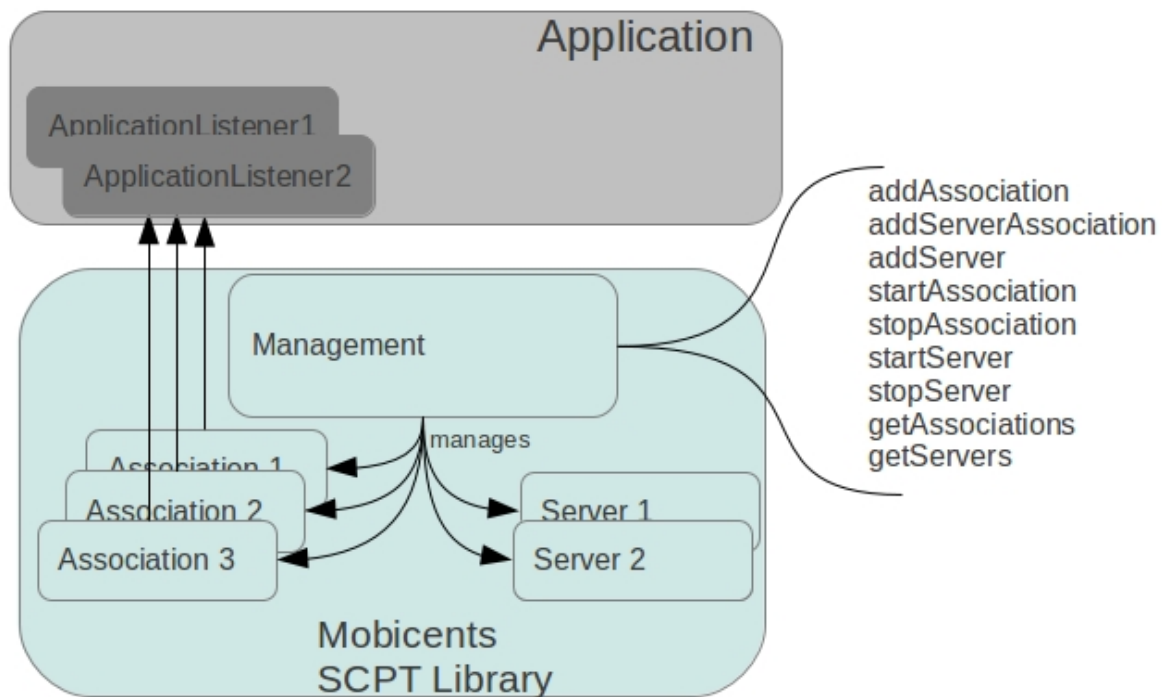 Application
ApplicationListener1
ApplicationListener2
addAssociation
addServerAssociation
addServer
startAssociation
stopAssociation
startServer
stopServer
getAssociations
getServers
Management
manages
Association 1
Association 2
Association 3
Server 1
Server 2
Mobicents
SCPT Library